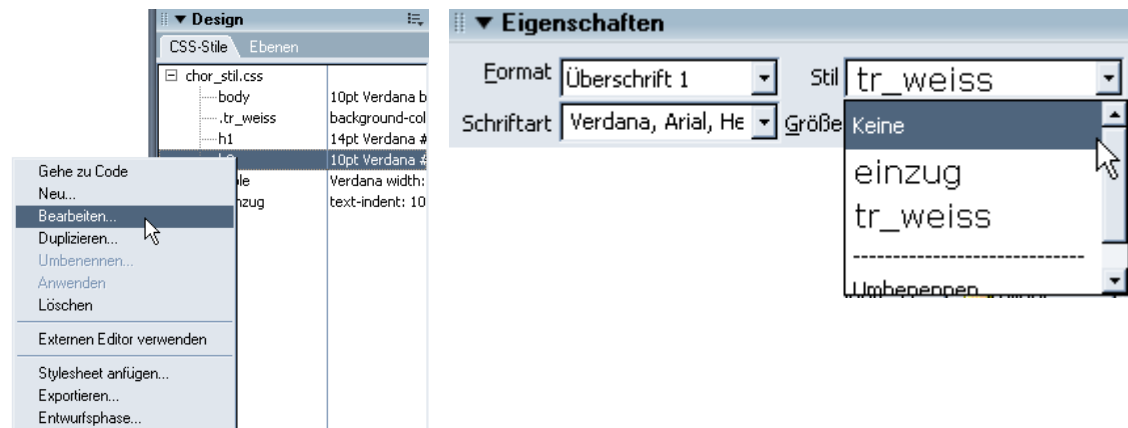 Design
CSS-Stile Ebenen
chor_stil.css
body 10pt Verdana b
.tr_weiss background-col
h1 14pt Verdana #
10pt Verdana #
Verdana width:
text-indent: 10
Gehe zu Code
Neu...
Bearbeiten...
Duplizieren...
Umbenennen...
Anwenden
Löschen
Externen Editor verwenden
Stylesheet anfügen...
Exportieren...
Entwurfsphase...
Eigenschaften
Format Überschrift 1 Stil tr_weiss
Schriftart Verdana, Arial, He Größe Keine
einzug
tr_weiss
----------------------------
Umbenennen